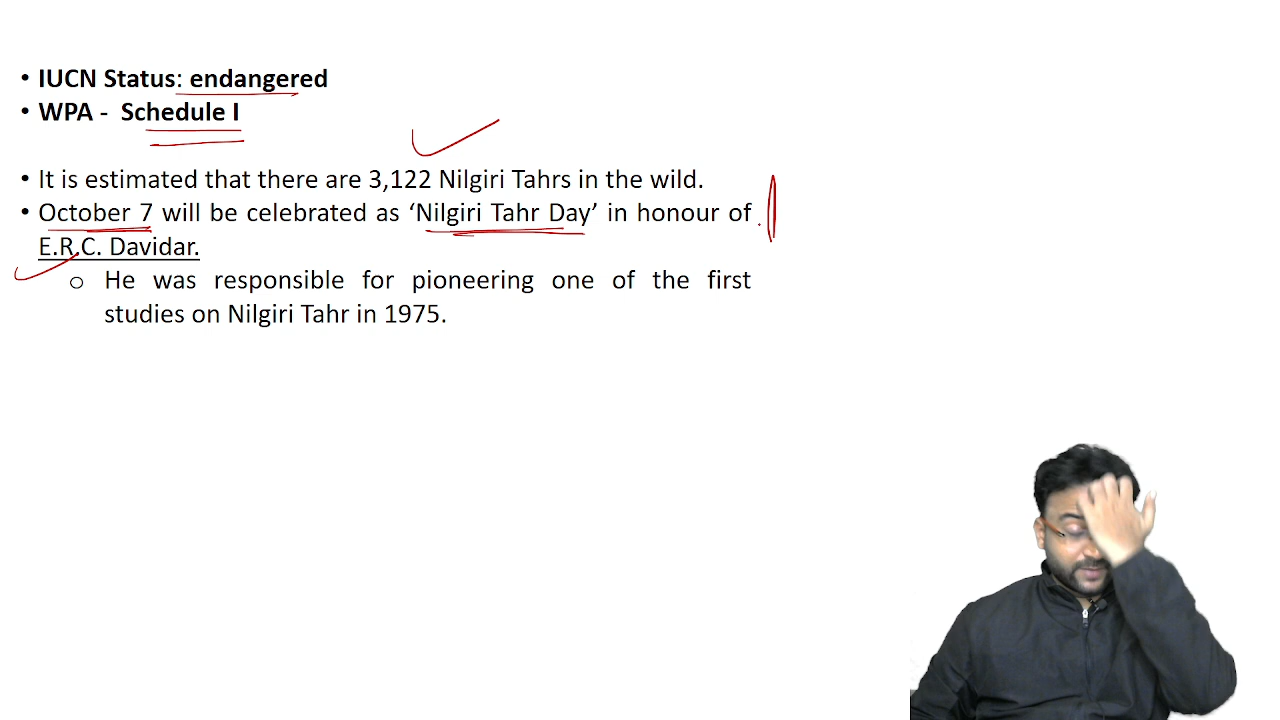 • IUCN Status: endangered
• WPA - Schedule I
• It is estimated that there are 3,122 Nilgiri Tahrs in the wild.
• October 7 will be celebrated as ‘Nilgiri Tahr Day’ in honour of
E.R.C. Davidar.
o He was responsible for pioneering one of the first
studies on Nilgiri Tahr in 1975.